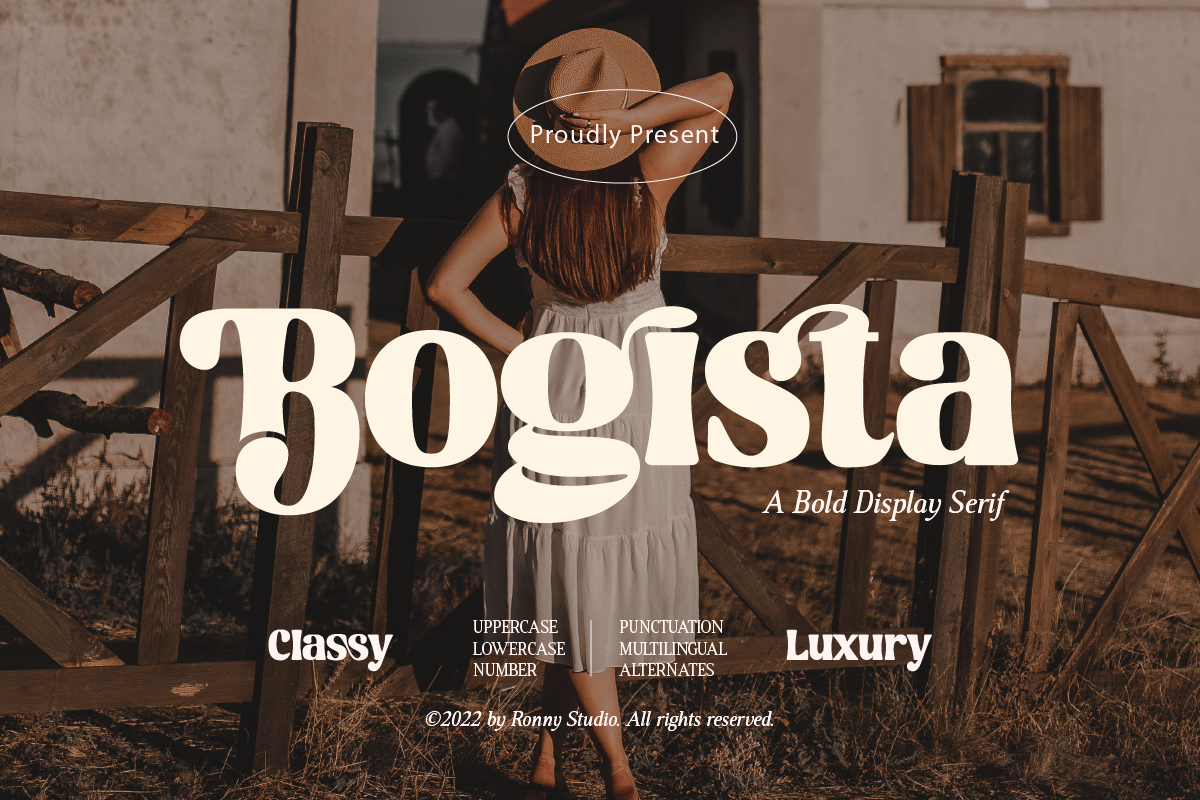 Proudly Present
Bogista
A Bold Display Serif
Classy
UPPERCASE
LOWERCASE
NUMBER
PUNCTUATION
MULTILINGUAL
ALTERNATES
Luxury
©2022 by Ronny Studio. All rights reserved.